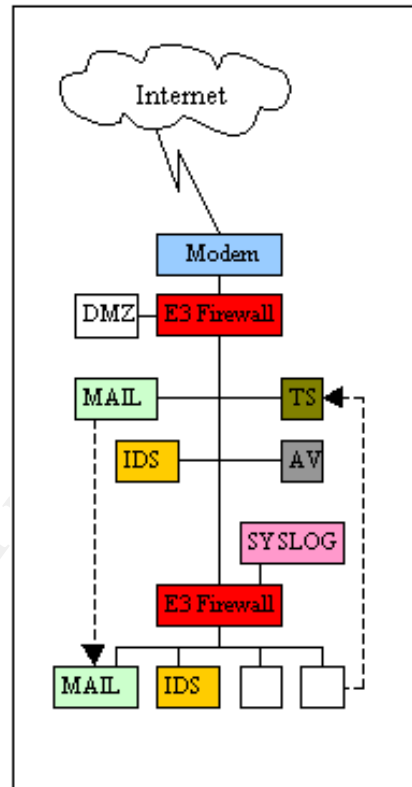 Internet
Modem
DMZ
E3 Firewall
MAIL
TS
IDS
AV
SYSLOG
E3 Firewall
MAIL
IDS